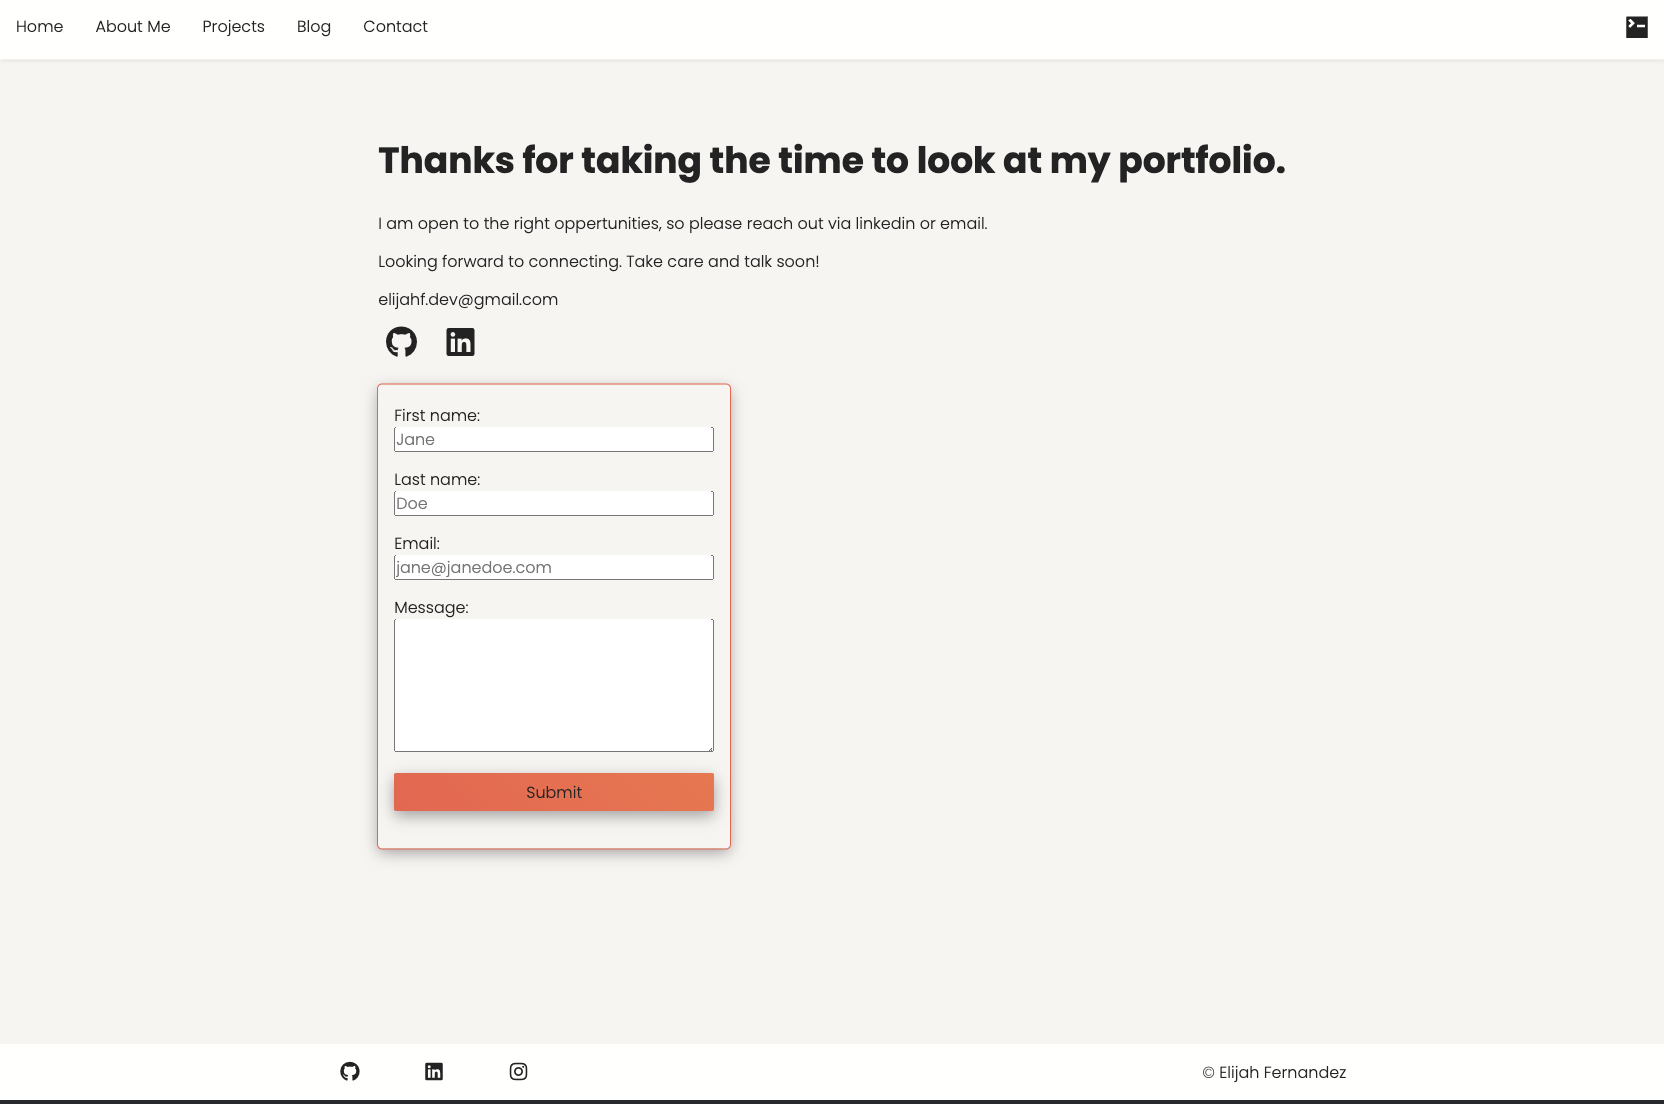 Home About Me Projects Blog Contact
Thanks for taking the time to look at my portfolio.
I am open to the right oppertunities, so please reach out via linkedin or email.
Looking forward to connecting. Take care and talk soon!
elijahf.dev@gmail.com
First name:
Jane
Last name:
Doe
Email:
jane@janedoe.com
Message:
Submit
© Elijah Fernandez